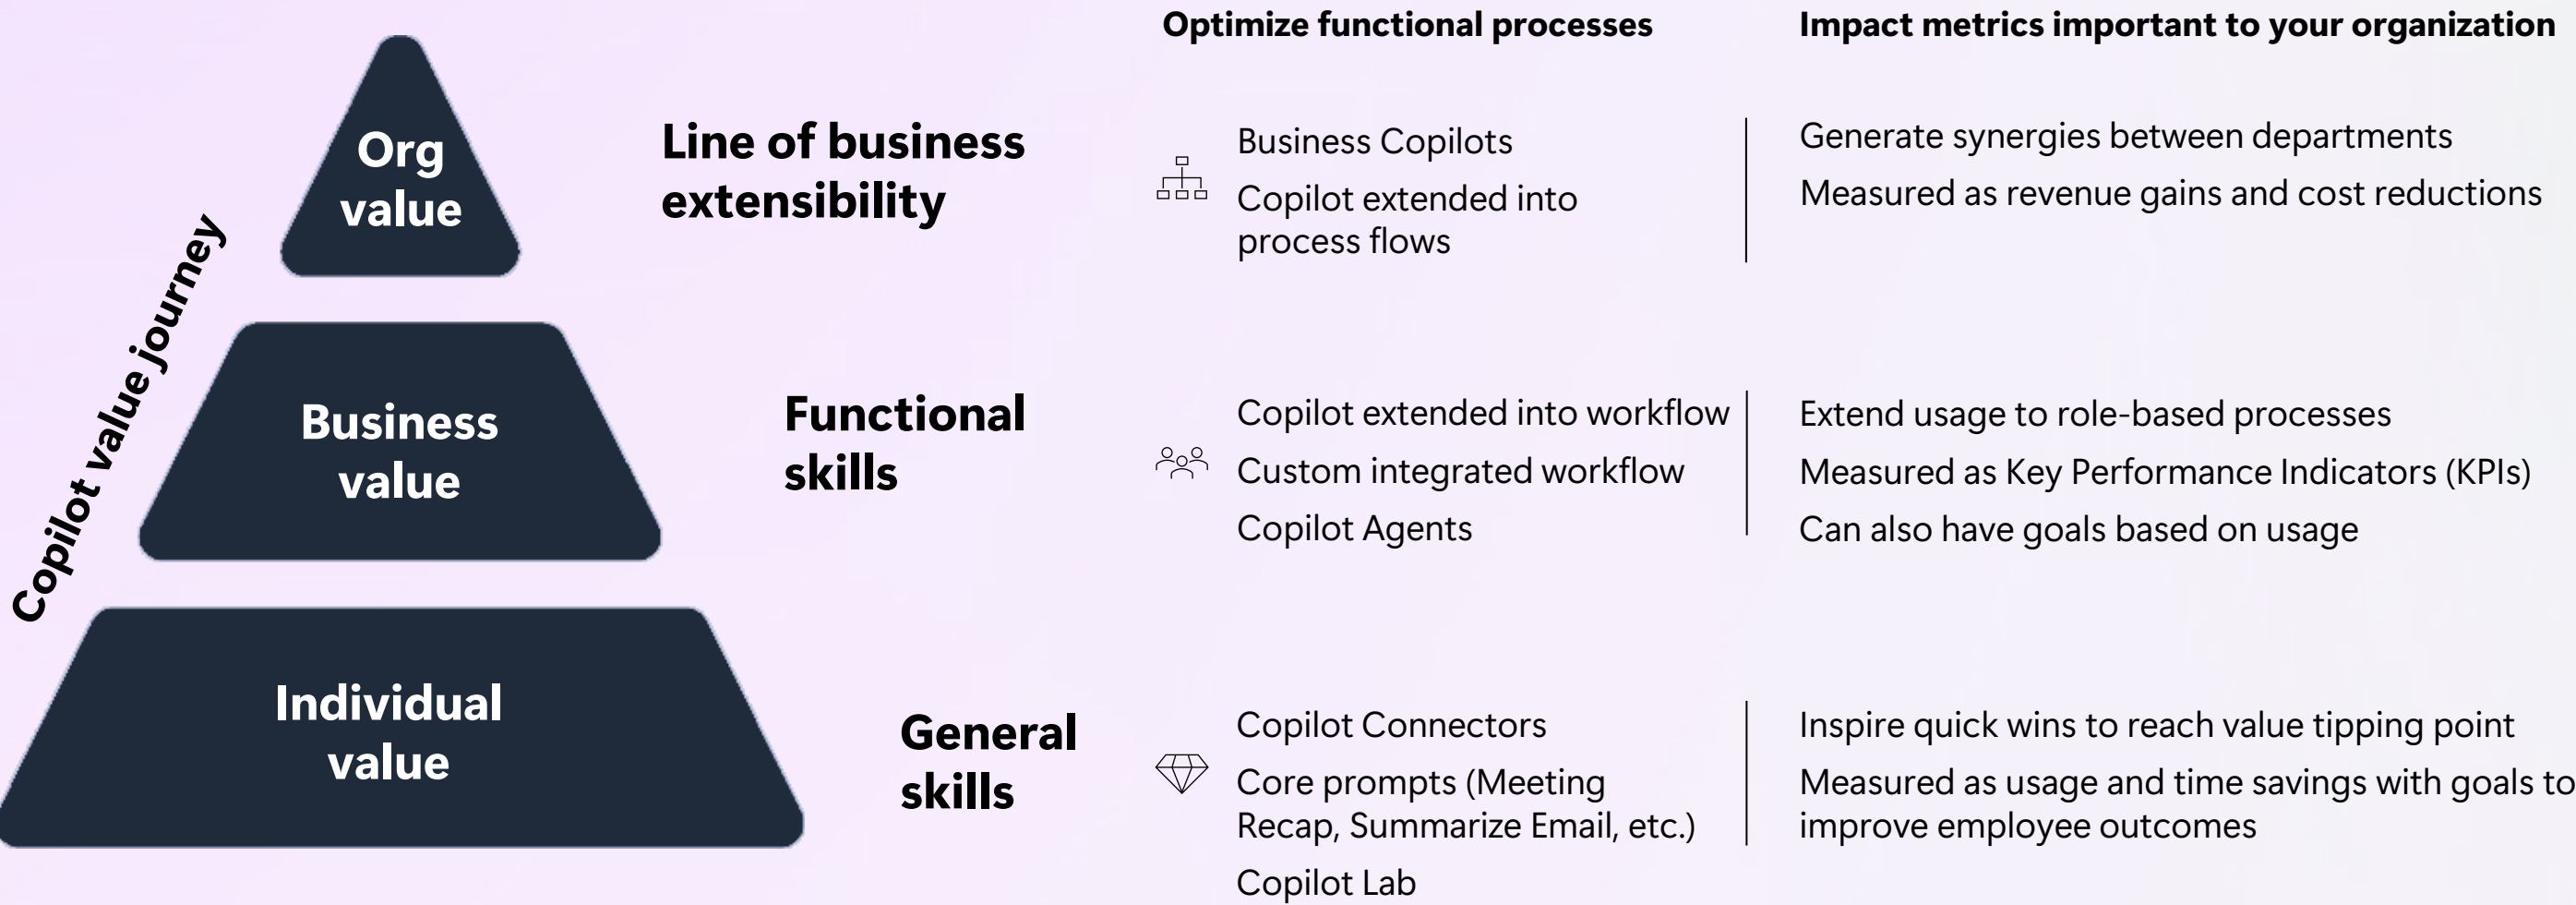 Optimize functional processes
Impact metrics important to your organization
Copilot value journey
Org
value
Line of business
extensibility
Business Copilots
Copilot extended into
process flows
Generate synergies between departments
Measured as revenue gains and cost reductions
Business
value
Functional
skills
Copilot extended into workflow
Custom integrated workflow
Copilot Agents
Extend usage to role-based processes
Measured as Key Performance Indicators (KPIs)
Can also have goals based on usage
Individual
value
General
skills
Copilot Connectors
Core prompts (Meeting
Recap, Summarize Email, etc.)
Copilot Lab
Inspire quick wins to reach value tipping point
Measured as usage and time savings with goals to
improve employee outcomes